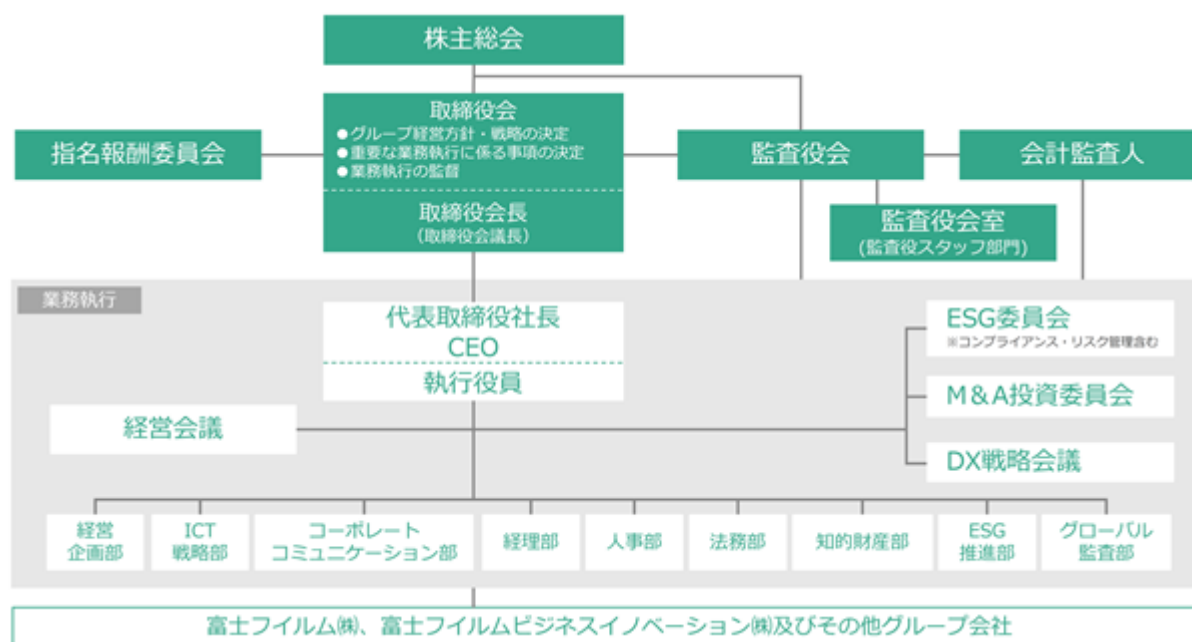 株主総会
取締役会
●グループ経営方針・戦略の決定
●重要な業務執行に係る事項の決定
●業務執行の監督
取締役会長
(取締役会議長)
指名報酬委員会
監査役会
会計監査人
監査役会室
(監査役スタッフ部門)
業務執行
代表取締役社長
CEO
執行役員
経営会議
ESG委員会
※コンプライアンス・リスク管理含む
M&A投資委員会
DX戦略会議
経営
企画部
ICT
戦略部
コーポレート
コミュニケーション部
経理部
人事部
法務部
知的財産部
ESG
推進部
グローバル
監査部
富士フイルム㈱、富士フイルムビジネスイノベーション㈱及びその他グループ会社